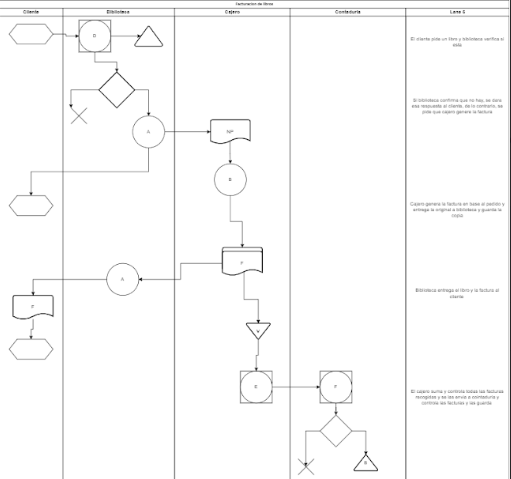 Facturacion de libros
Cliente
Biblioteca
Cajero
Contaduría
Lane 5
El cliente pide un libro y biblioteca verifica si
está
El biblioteca confirma que no hay, se daria
esa respuesta al cliente, de lo contrario, se
pide que cajero genere la factura
NP
A
B
Cajero genera la factura en base al pedido y
entrega la original a biblioteca y guarda la
copia
F
A
Biblioteca entrega el libro y la factura al
cliente
F
E
F
El cajero suma y controla todas las facturas
recogidas y se las envia a contaduria y
controla las facturas y las guarda